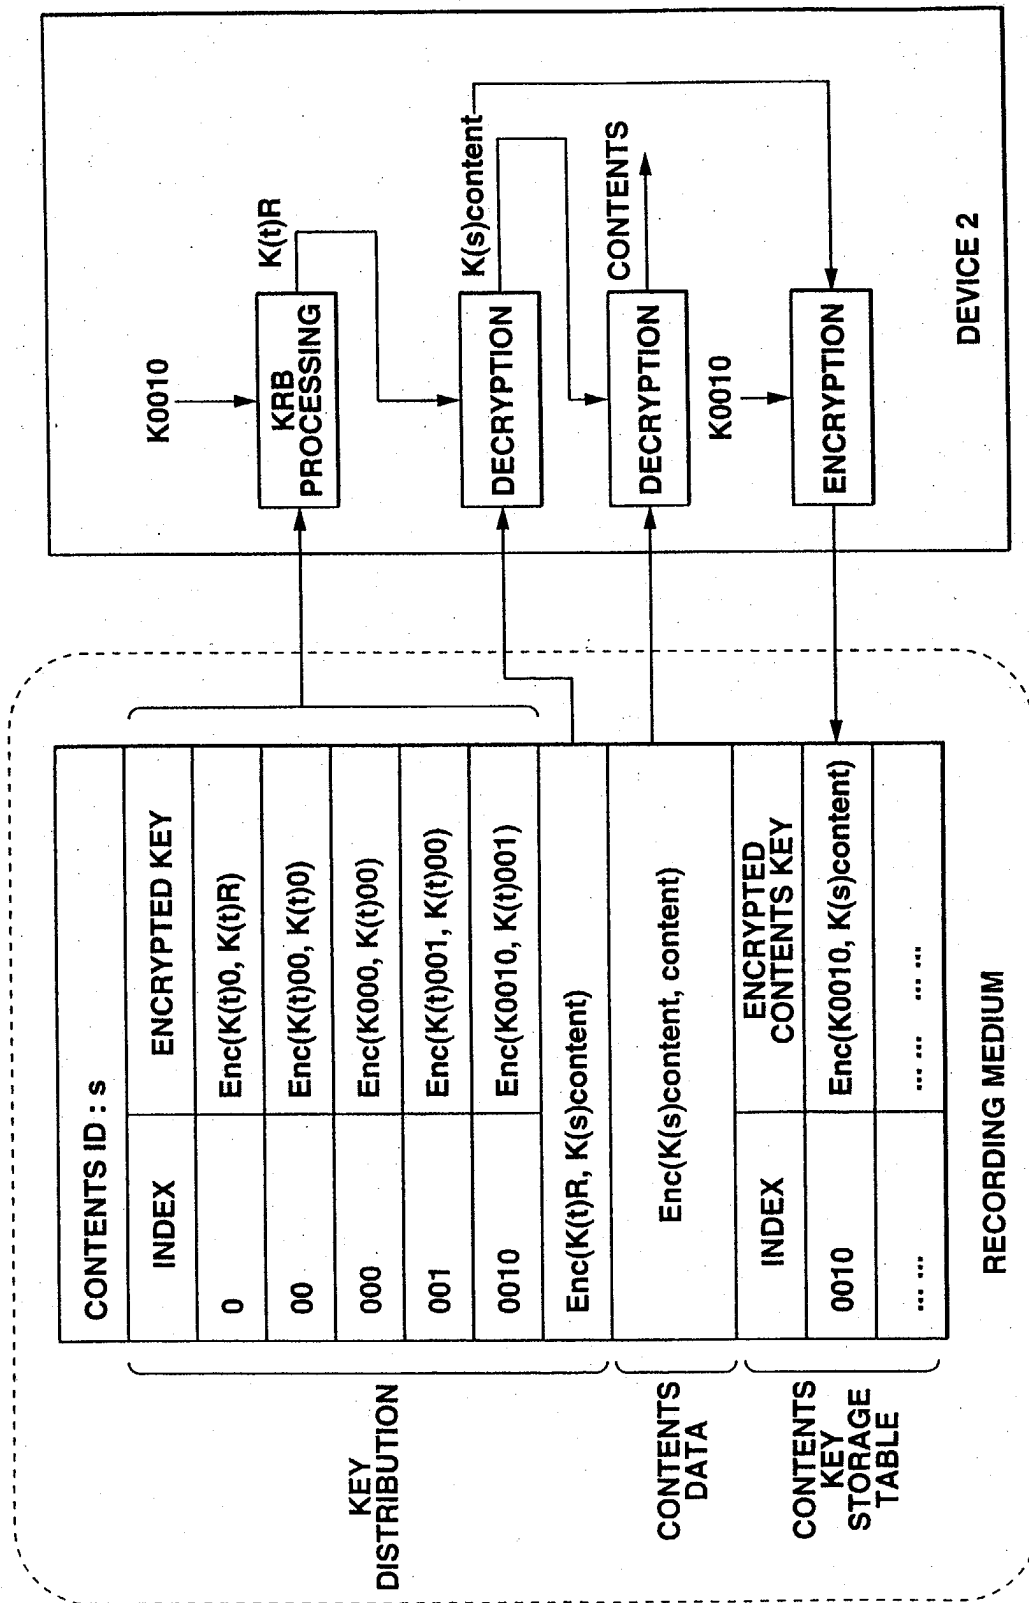 CONTENTS ID : s
INDEX
ENCRYPTED KEY
0
Enc(K(t)0, K(t)R)
00
Enc(K(t)00, K(t)0)
000
Enc(K000, K(t)00)
001
Enc(K(t)001, K(t)00)
0010
Enc(K0010, K(t)001)
Enc(K(t)R, K(s)content)
Enc(K(s)content, content)
INDEX
ENCRYPTED
CONTENTS KEY
0010
Enc(K0010, K(s)content)
... ...
... ... ... ...
KEY
DISTRIBUTION
CONTENTS
DATA
CONTENTS
KEY
STORAGE
TABLE
RECORDING MEDIUM
K0010
KRB
PROCESSING
K(t)R
DECRYPTION
K(s)content
DECRYPTION
CONTENTS
K0010
ENCRYPTION
DEVICE 2